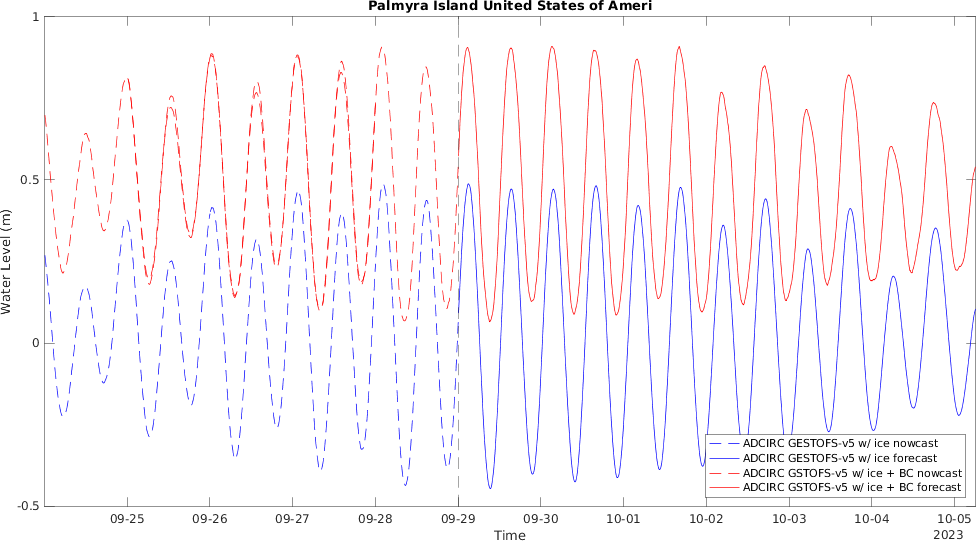 Palmyra Island United States of Ameri
1
0.5
0
-0.5
Water Level (m)
ADCIRC GESTOFS-v5 w/ ice nowcast
ADCIRC GESTOFS-v5 w/ ice forecast
ADCIRC GSTOFS-v5 w/ ice + BC nowcast
ADCIRC GSTOFS-v5 w/ ice + BC forecast
09-25 09-26 09-27 09-28 09-29 09-30 10-01 10-02 10-03 10-04 10-05
Time 2023